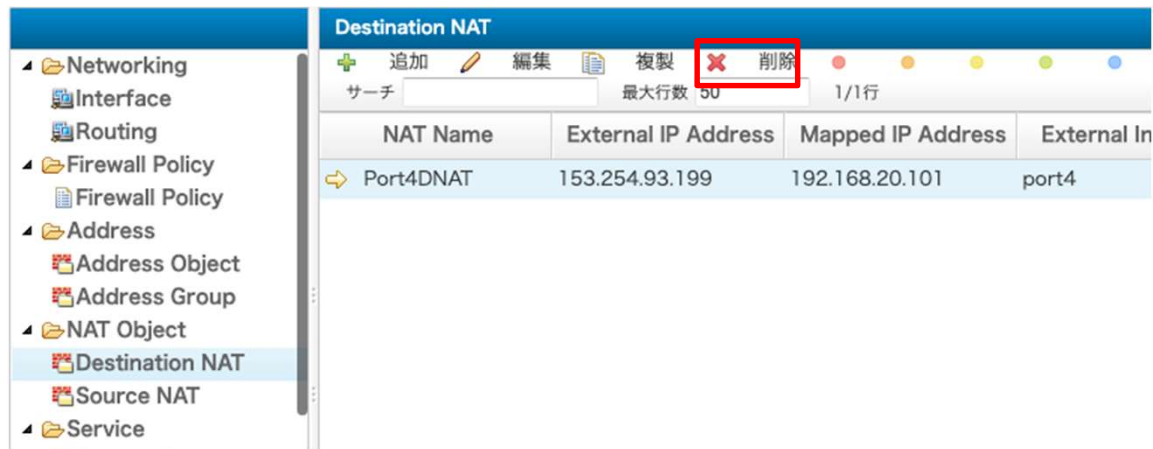 Destination NAT
Networking
Interface
Routing
Firewall Policy
Firewall Policy
Address
Address Object
Address Group
NAT Object
Destination NAT
Source NAT
Service
追加 編集 複製 削除
サーチ 最大行数 50 1/1行
NAT Name External IP Address Mapped IP Address External In
Port4DNAT 153.254.93.199 192.168.20.101 port4